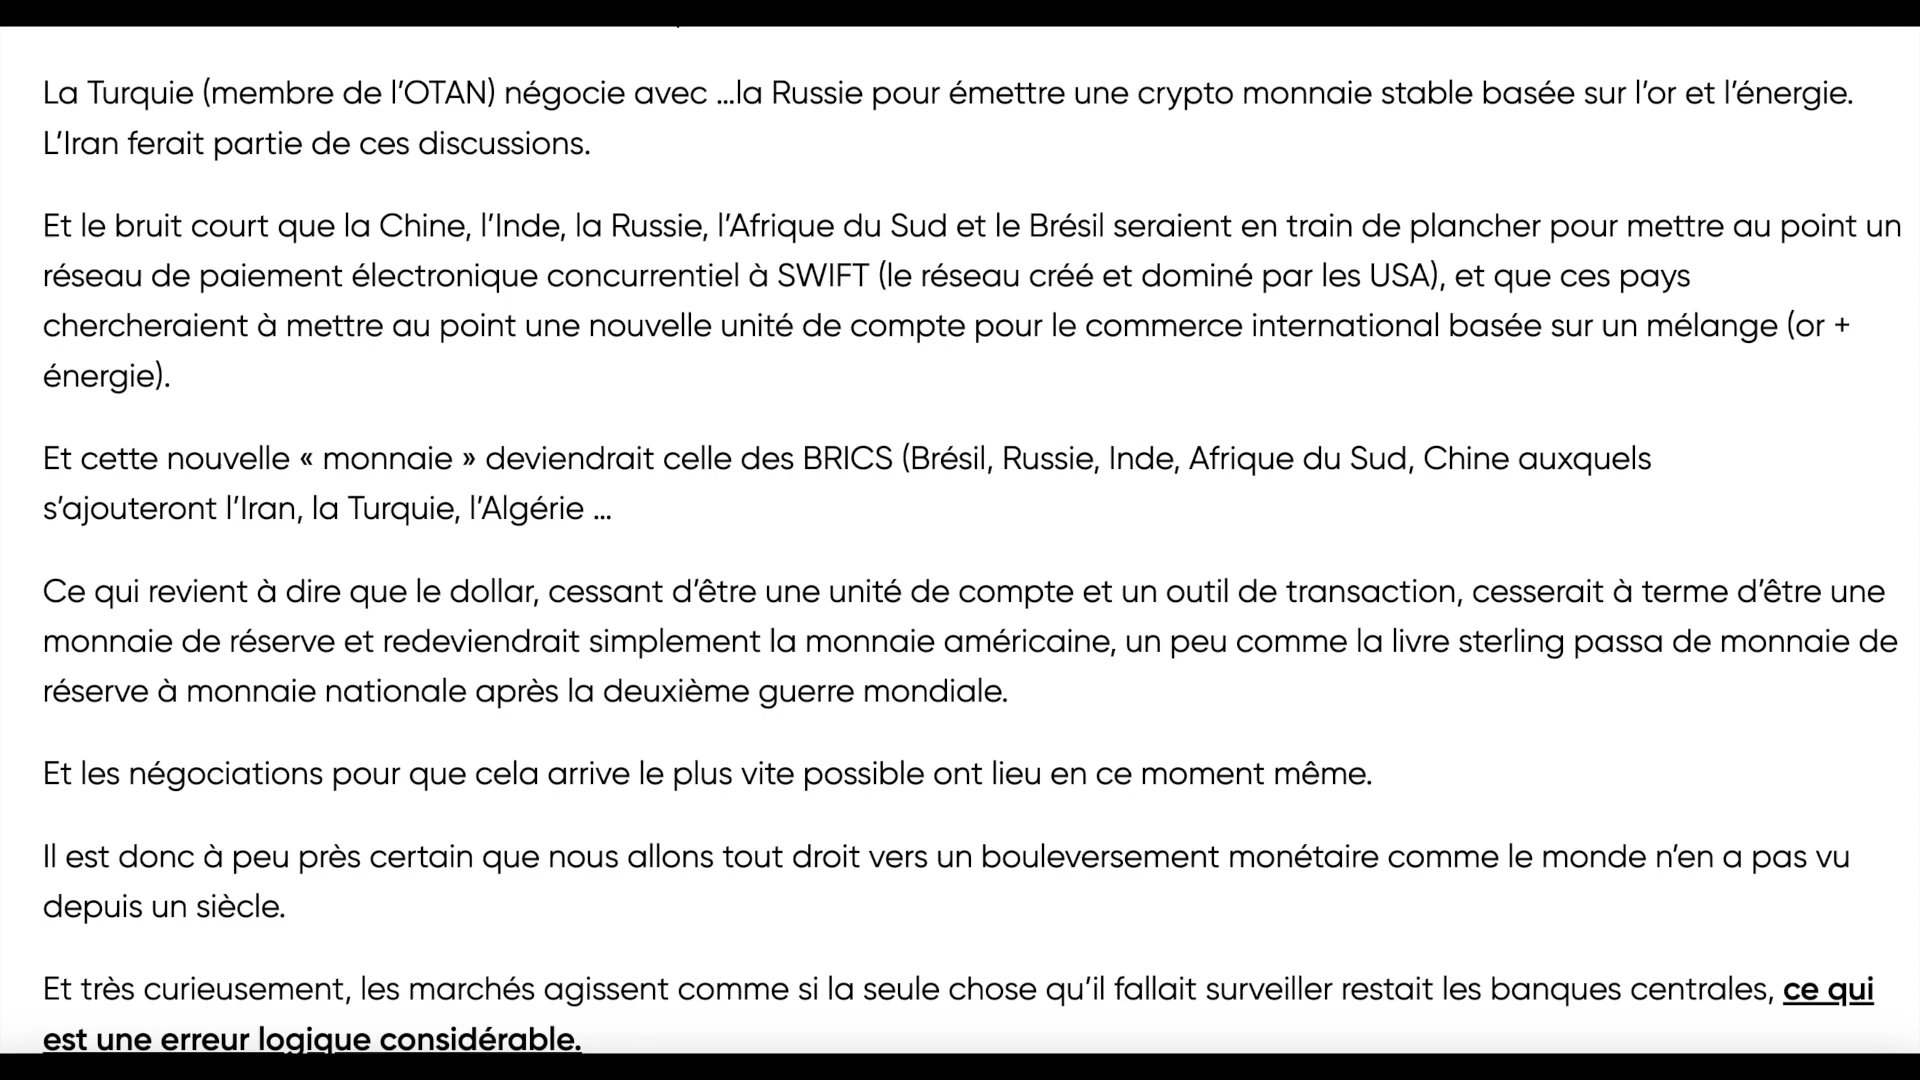 La Turquie (membre de l’OTAN) négocie avec …la Russie pour émettre une crypto monnaie stable basée sur l’or et l’énergie.
L’Iran ferait partie de ces discussions.
Et le bruit court que la Chine, l’Inde, la Russie, l’Afrique du Sud et le Brésil seraient en train de plancher pour mettre au point un
réseau de paiement électronique concurrentiel à SWIFT (le réseau créé et dominé par les USA), et que ces pays
chercheraient à mettre au point une nouvelle unité de compte pour le commerce international basée sur un mélange (or +
énergie).
Et cette nouvelle « monnaie » deviendrait celle des BRICS (Brésil, Russie, Inde, Afrique du Sud, Chine auxquels
s’ajouteront l’Iran, la Turquie, l’Algérie …
Ce qui revient à dire que le dollar, cessant d’être une unité de compte et un outil de transaction, cesserait à terme d’être une
monnaie de réserve et redeviendrait simplement la monnaie américaine, un peu comme la livre sterling passa de monnaie de
réserve à monnaie nationale après la deuxième guerre mondiale.
Et les négociations pour que cela arrive le plus vite possible ont lieu en ce moment même.
Il est donc à peu près certain que nous allons tout droit vers un bouleversement monétaire comme le monde n’en a pas vu
depuis un siècle.
Et très curieusement, les marchés agissent comme si la seule chose qu’il fallait surveiller restait les banques centrales, ce qui
est une erreur logique considérable.